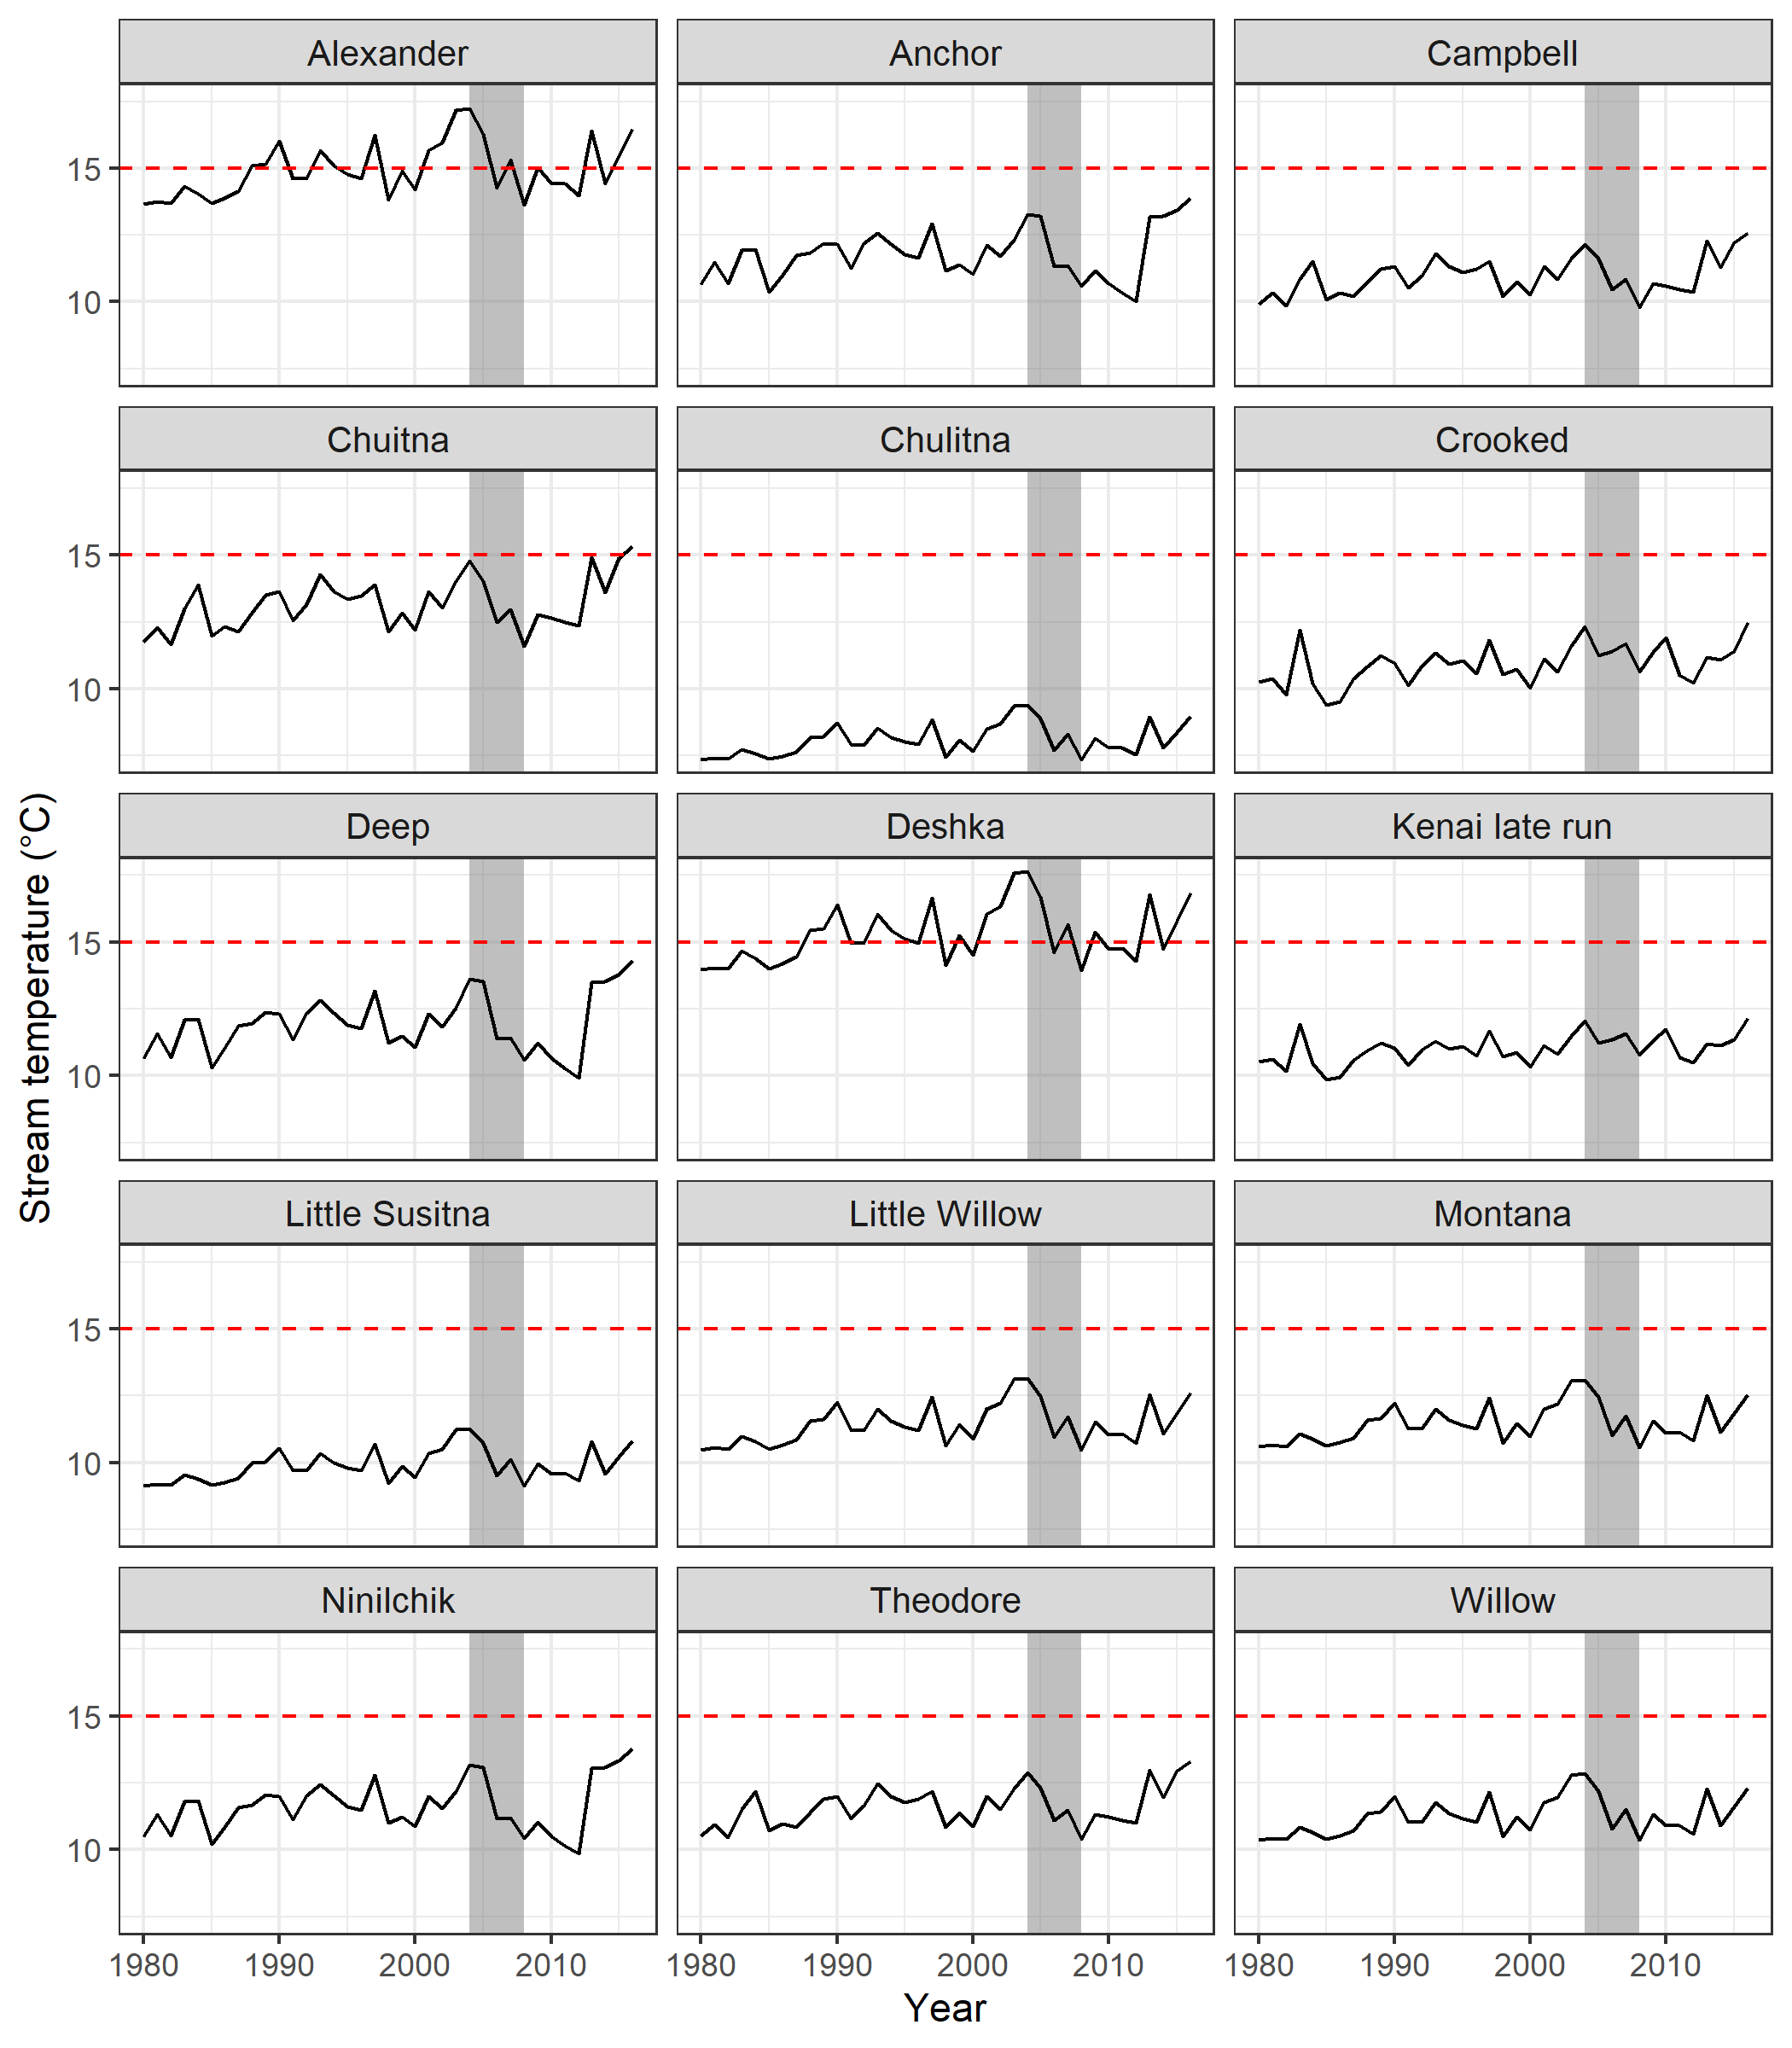 Alexander Anchor Campbell
15
10
Chuitna Chulitna Crooked
15
10
Deep Deshka Kenai late run
15
10
Stream temperature (°C)
Little Susitna Little Willow Montana
15
10
Ninilchik Theodore Willow
15
10
1980 1990 2000 2010 1980 1990 2000 2010 1980 1990 2000 2010
Year